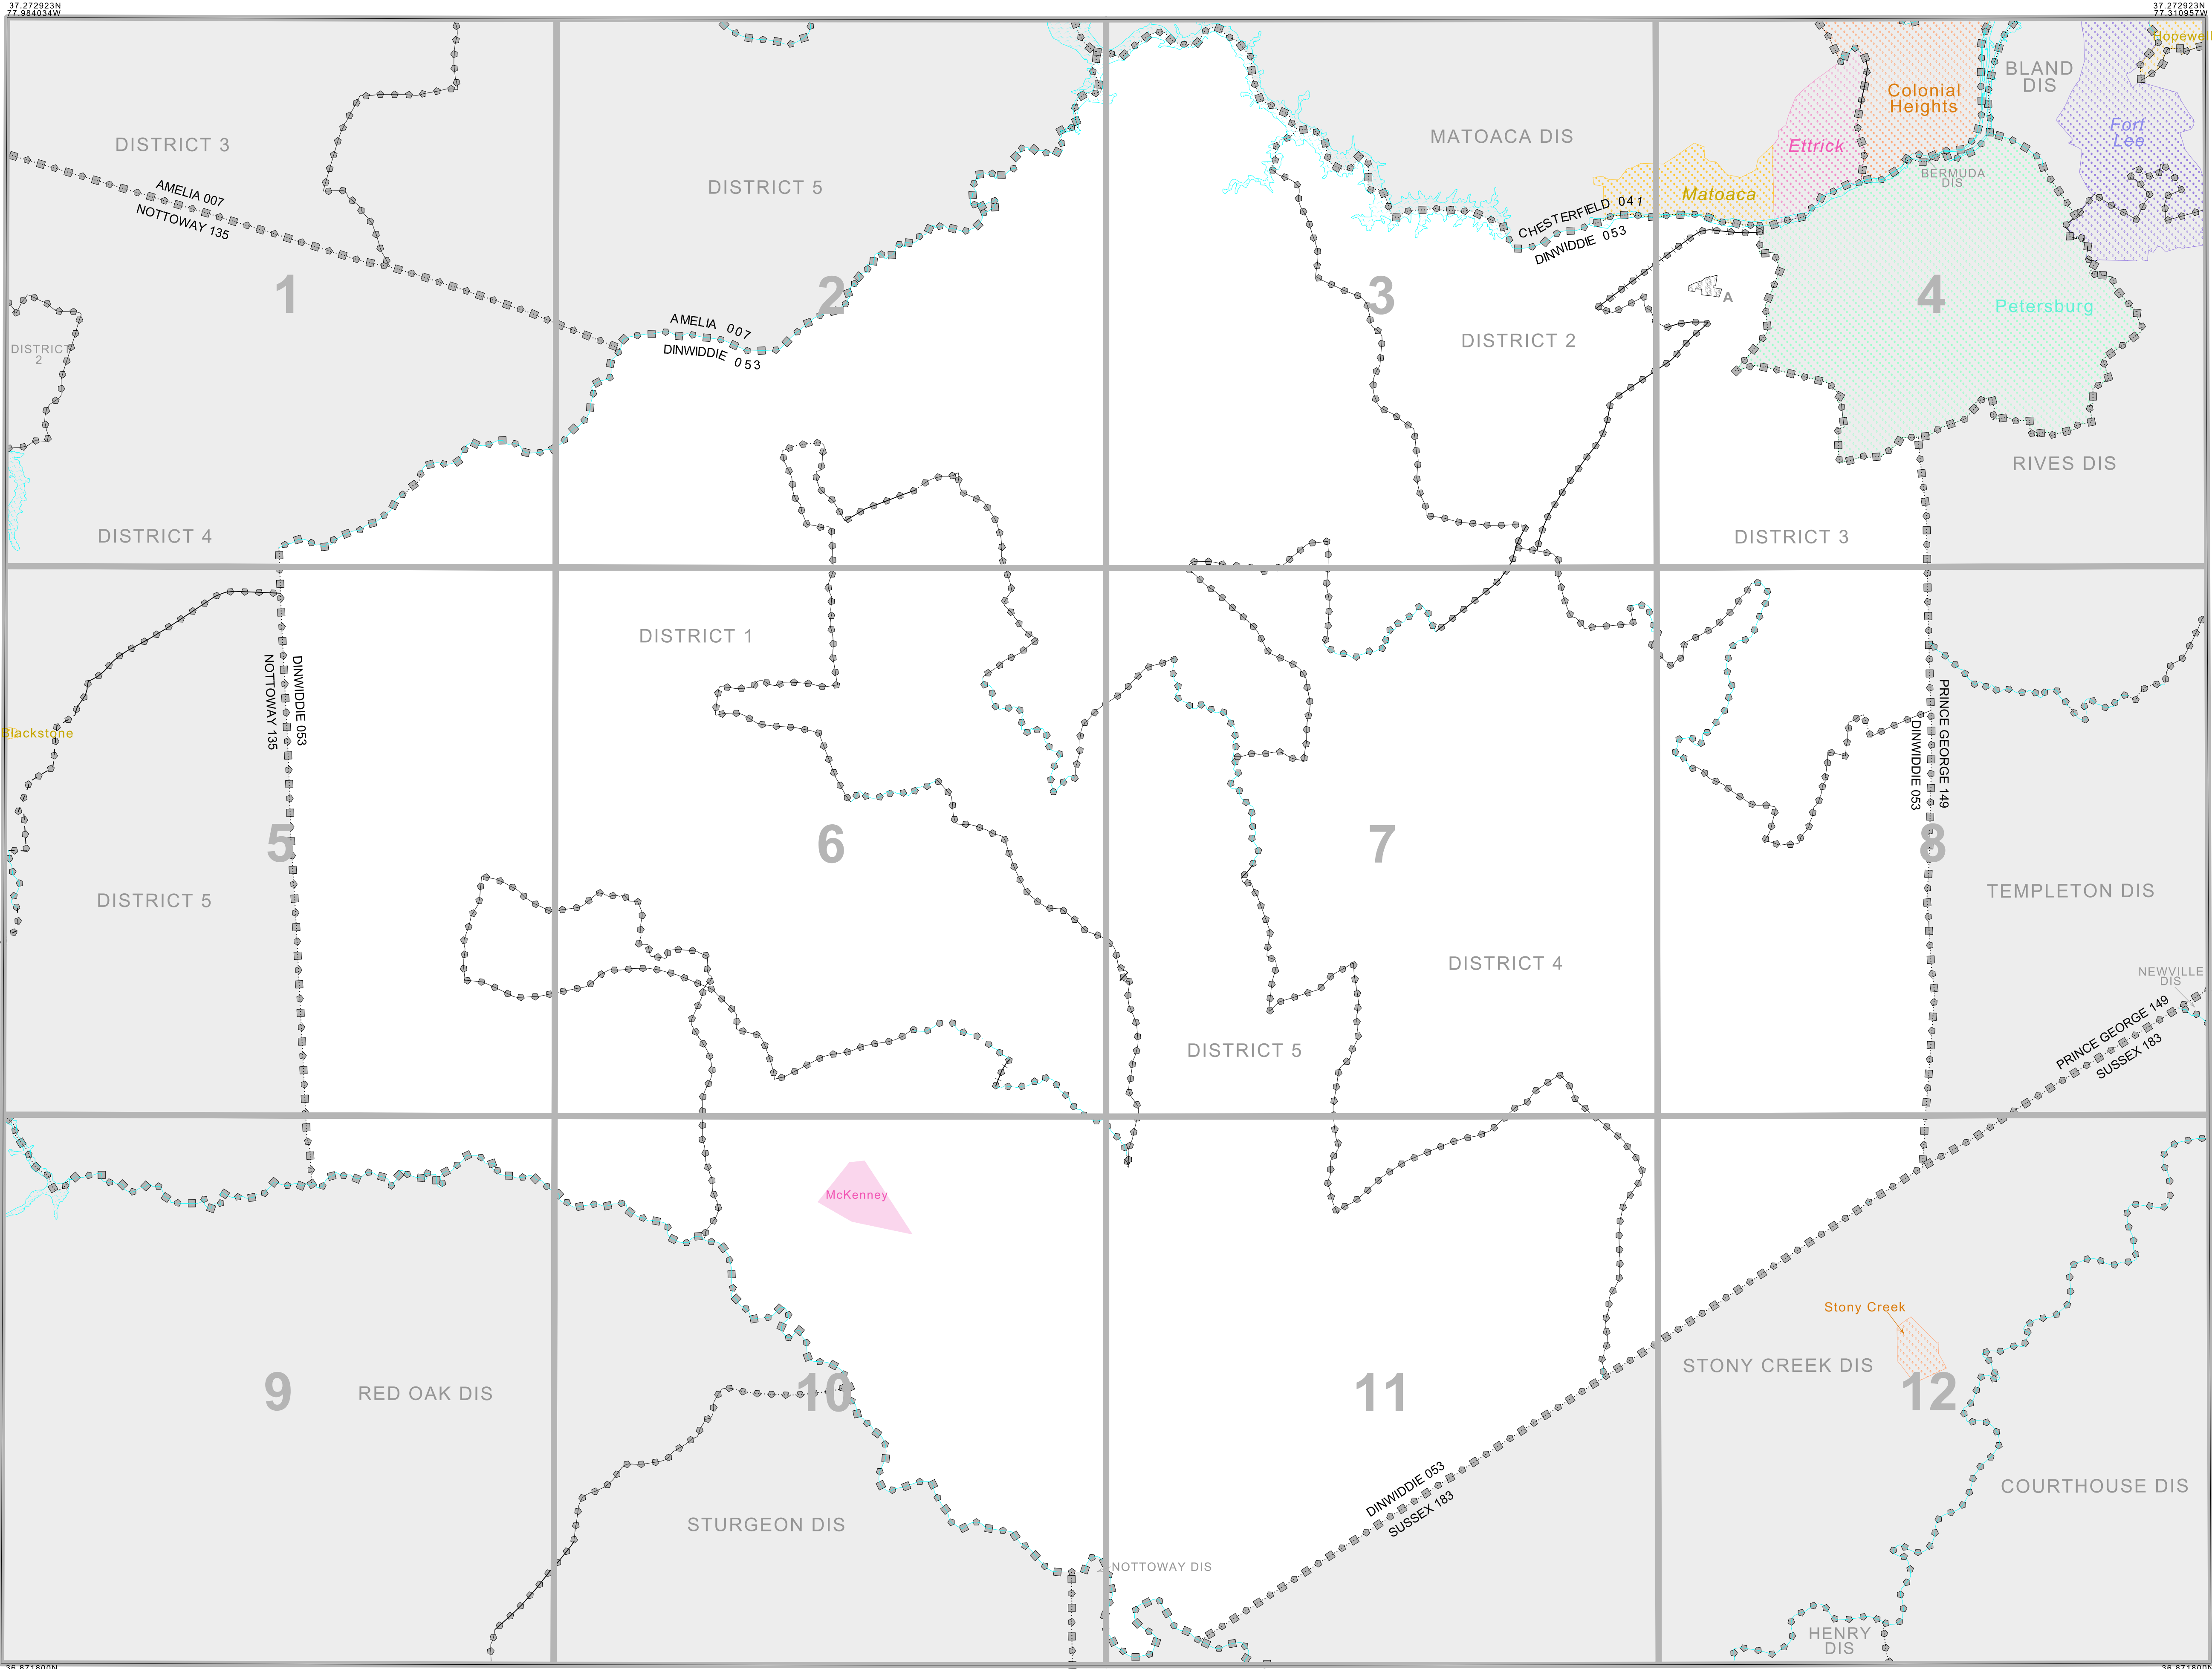 37.272923N
77.984034W
37.272923N
77.310957W
Hopewell
BLAND
DIS
Colonial
Heights
Fort
Lee
DISTRICT 3
MATOACA DIS
Ettrick
BERMUDA
DIS
DISTRICT 5
AMELIA 007
NOTTOWAY 135
Matoaca
CHESTERFIELD 041
DINWIDDIE 053
1
2
3
4
A
Petersburg
AMELIA 007
DINWIDDIE 053
DISTRICT
2
DISTRICT 2
RIVES DIS
DISTRICT 4
DISTRICT 3
DISTRICT 1
DINWIDDIE 053
NOTTOWAY 135
PRINCE GEORGE 149
DINWIDDIE 053
Blackstone
5
6
7
8
DISTRICT 5
TEMPLETON DIS
DISTRICT 4
NEWVILLE
DIS
PRINCE GEORGE 149
SUSSEX 183
DISTRICT 5
McKenney
Stony Creek
STONY CREEK DIS
9
RED OAK DIS
10
11
12
DINWIDDIE 053
SUSSEX 183
COURTHOUSE DIS
STURGEON DIS
NOTTOWAY DIS
HENRY
DIS
36.871800N
36.871800N